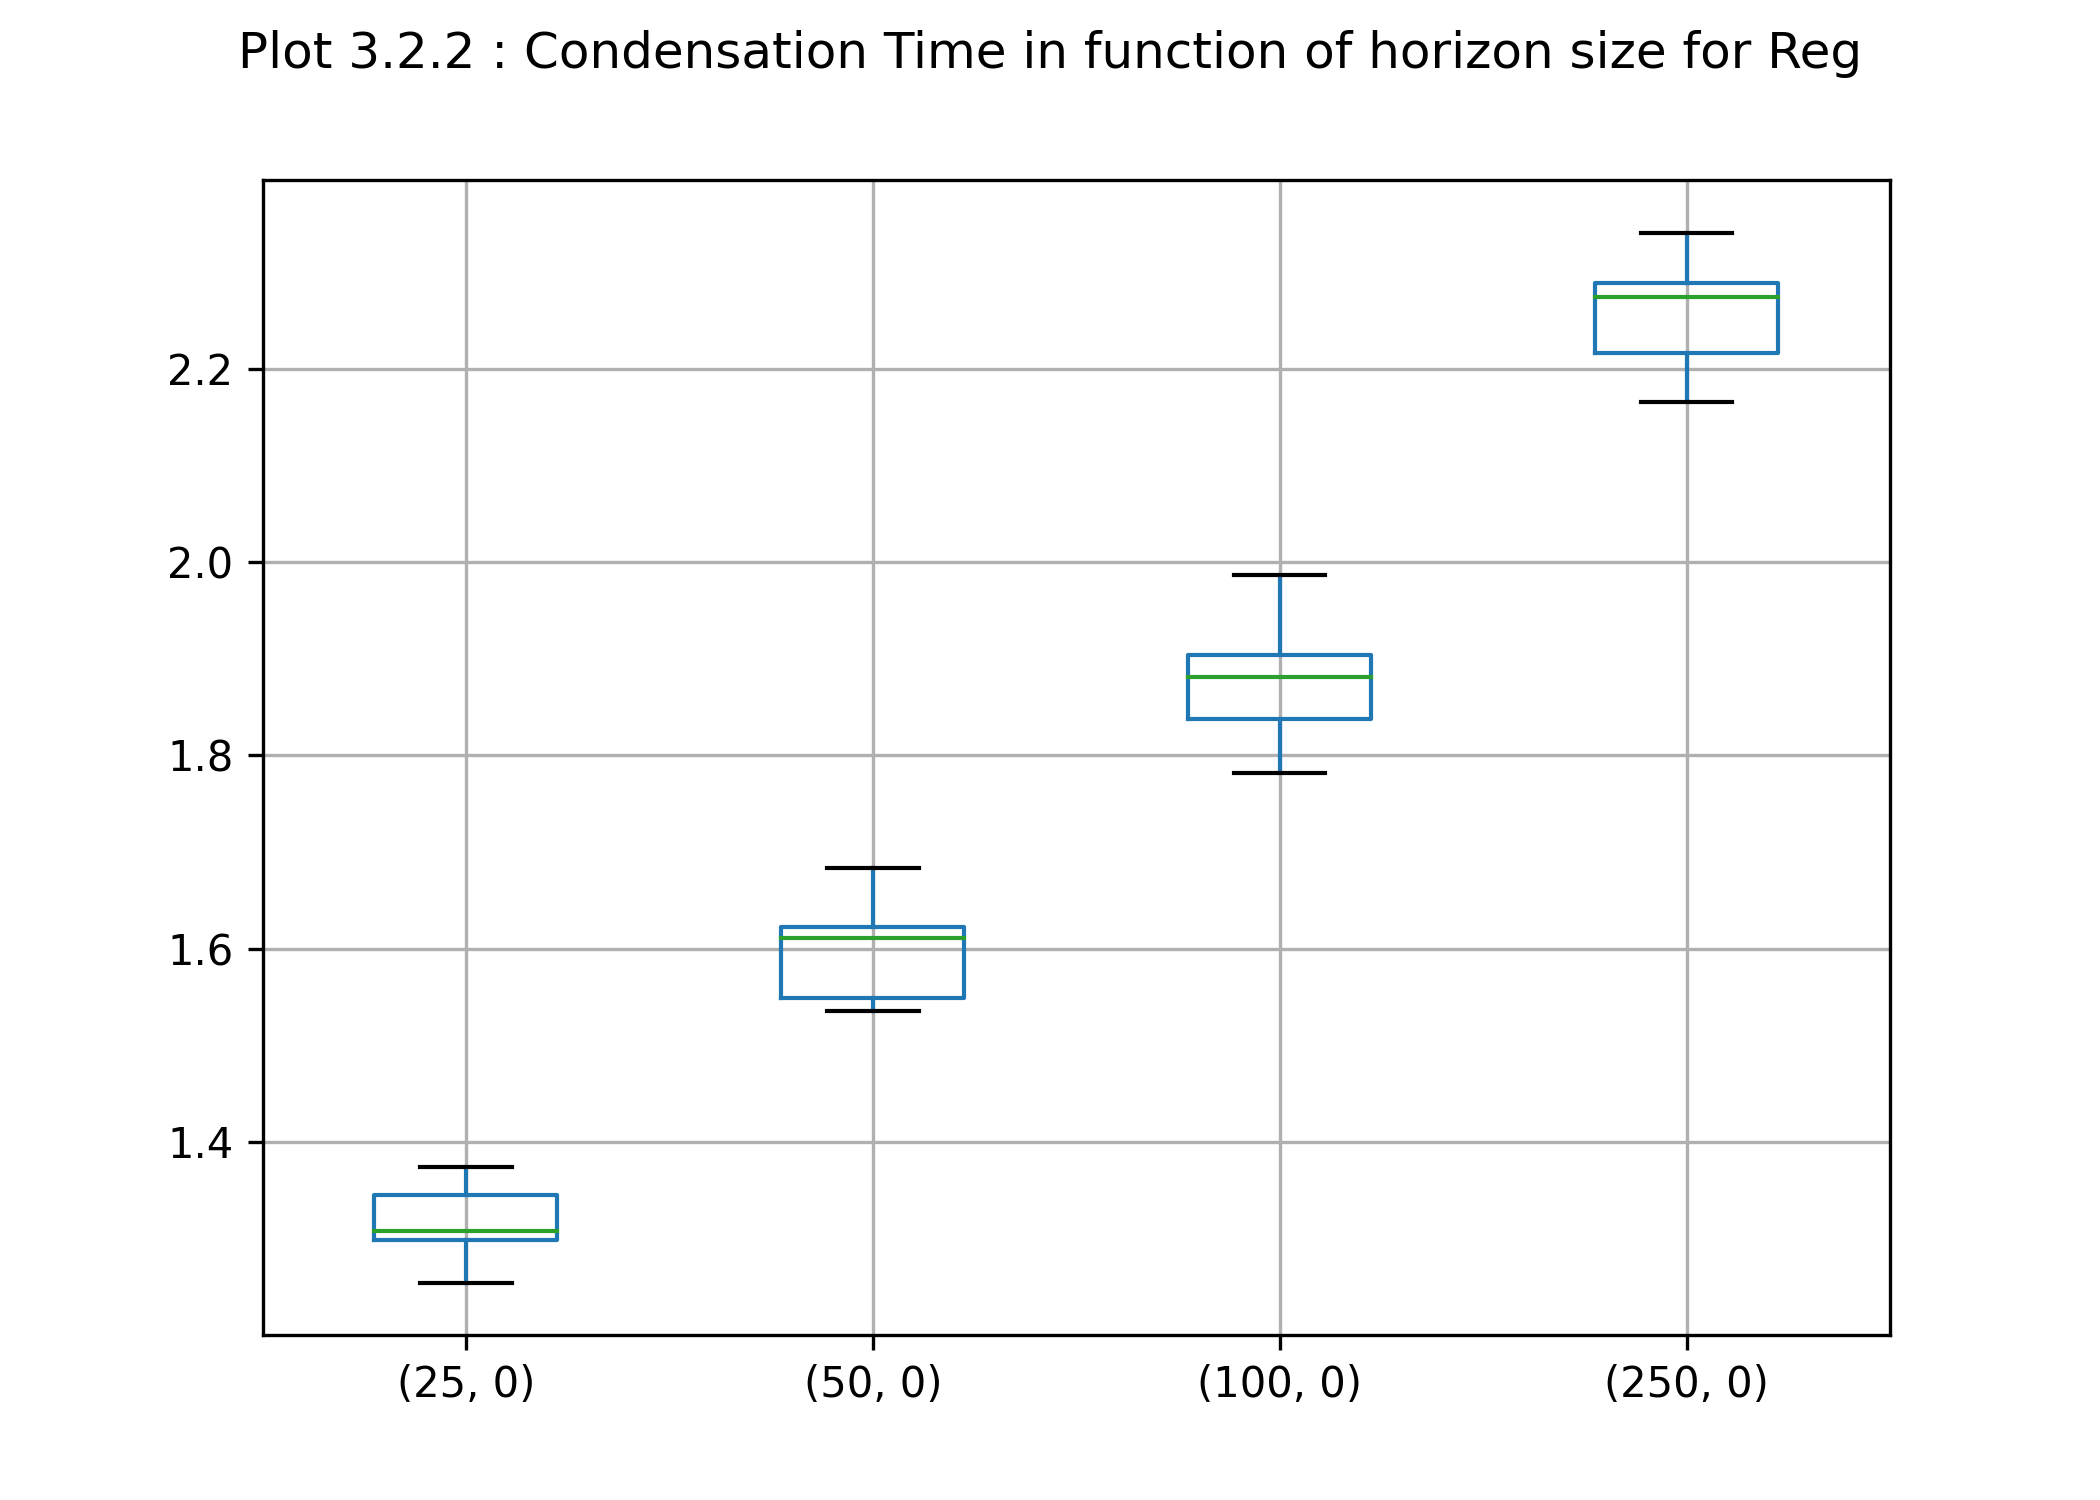 Plot 3.2.2 : Condensation Time in function of horizon size for Reg
2.2
2.0
1.8
1.6
1.4
(25, 0) (50, 0) (100, 0) (250, 0)